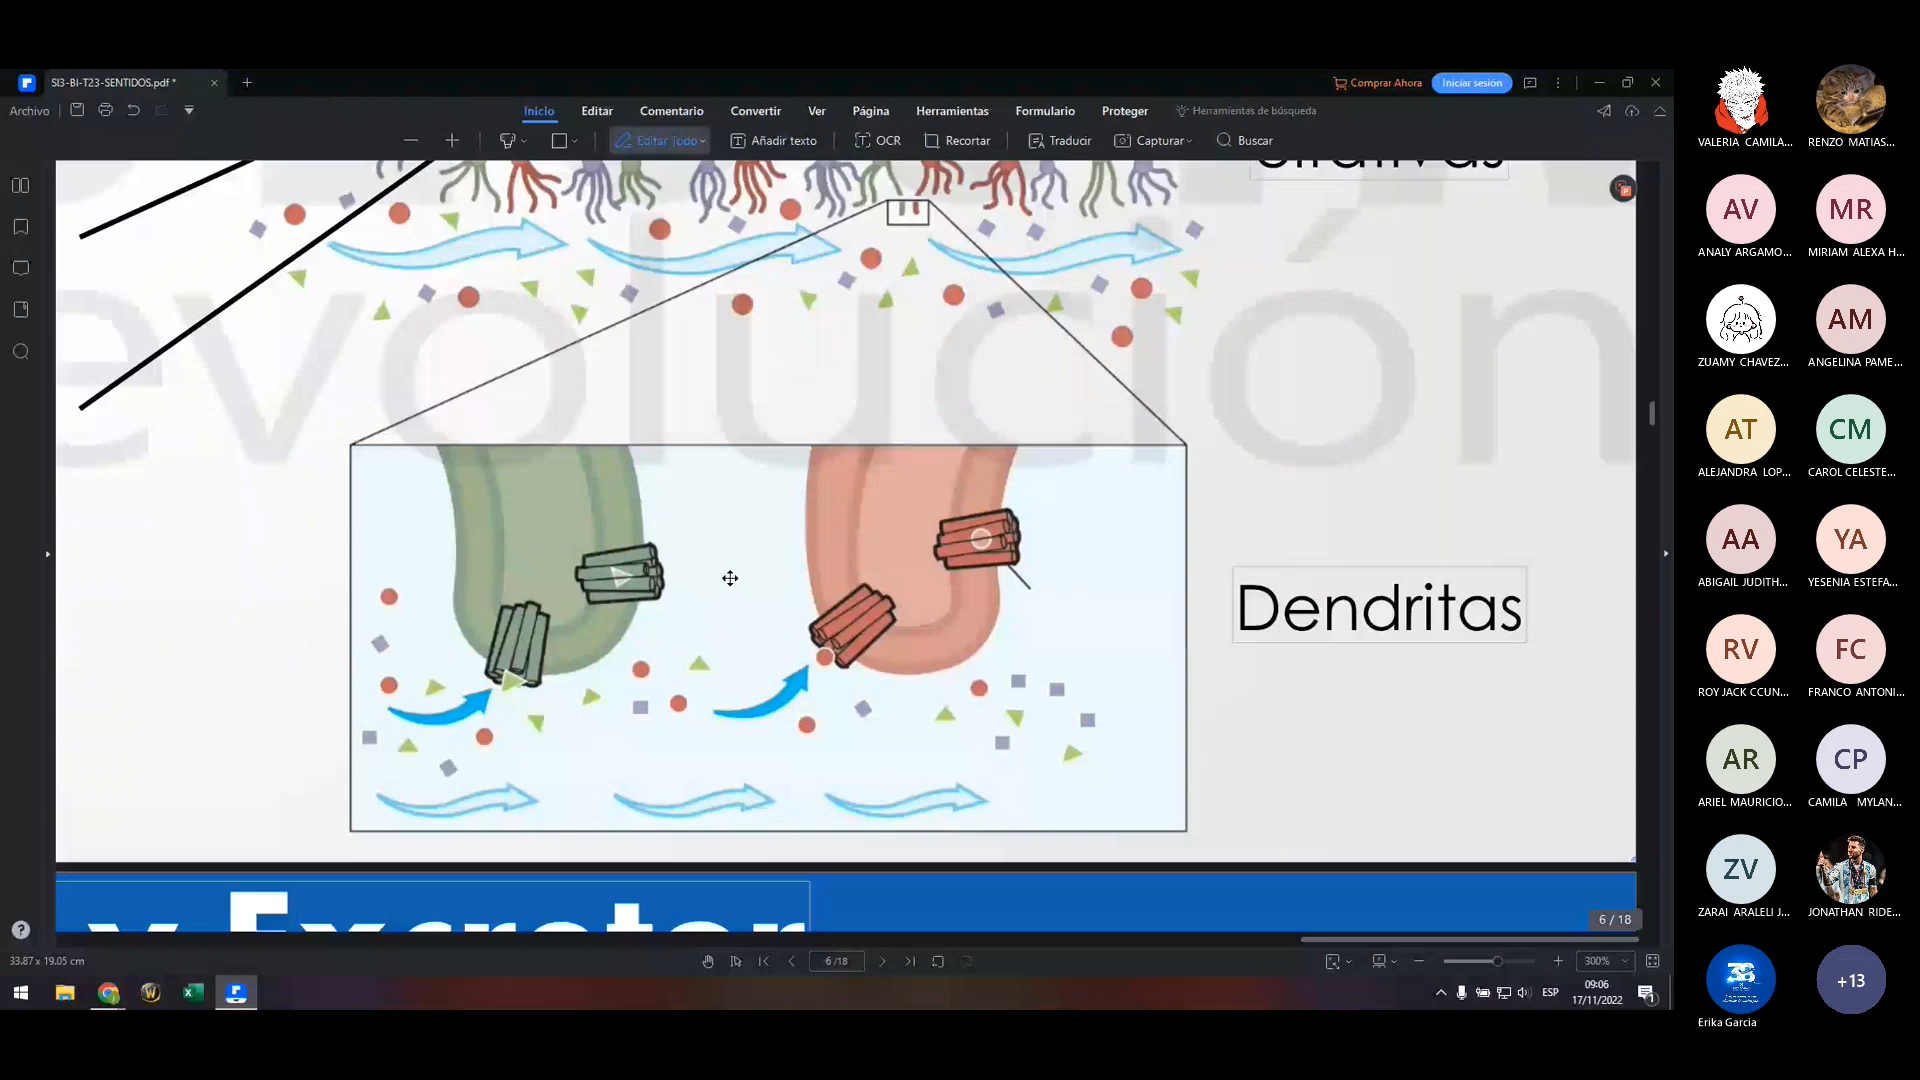 SI3-BI-T23-SENTIDOS.pdf *
Comprar Ahora
Iniciar sesión
Archivo
Inicio
Editar
Comentario
Convertir
Ver
Página
Herramientas
Formulario
Proteger
Herramientas de búsqueda
Editar Todo
Añadir texto
OCR
Recortar
Traducir
Capturar
Buscar
evolución
Dendritas
y Excretor
6 / 18
33.87 x 19.05 cm
6 /18
300%
ESP
09:06
17/11/2022
1
VALERIA CAMILA...
RENZO MATIAS...
AV
ANALY ARGAMO...
MR
MIRIAM ALEXA H...
ZUAMY CHAVEZ...
AM
ANGELINA PAME...
AT
ALEJANDRA LOP...
CM
CAROL CELESTE...
AA
ABIGAIL JUDITH...
YA
YESENIA ESTEFA...
RV
ROY JACK CCUN...
FC
FRANCO ANTONI...
AR
ARIEL MAURICIO...
CP
CAMILA MYLAN...
ZV
ZARAI ARALELI J...
JONATHAN RIDE...
Erika Garcia
+13